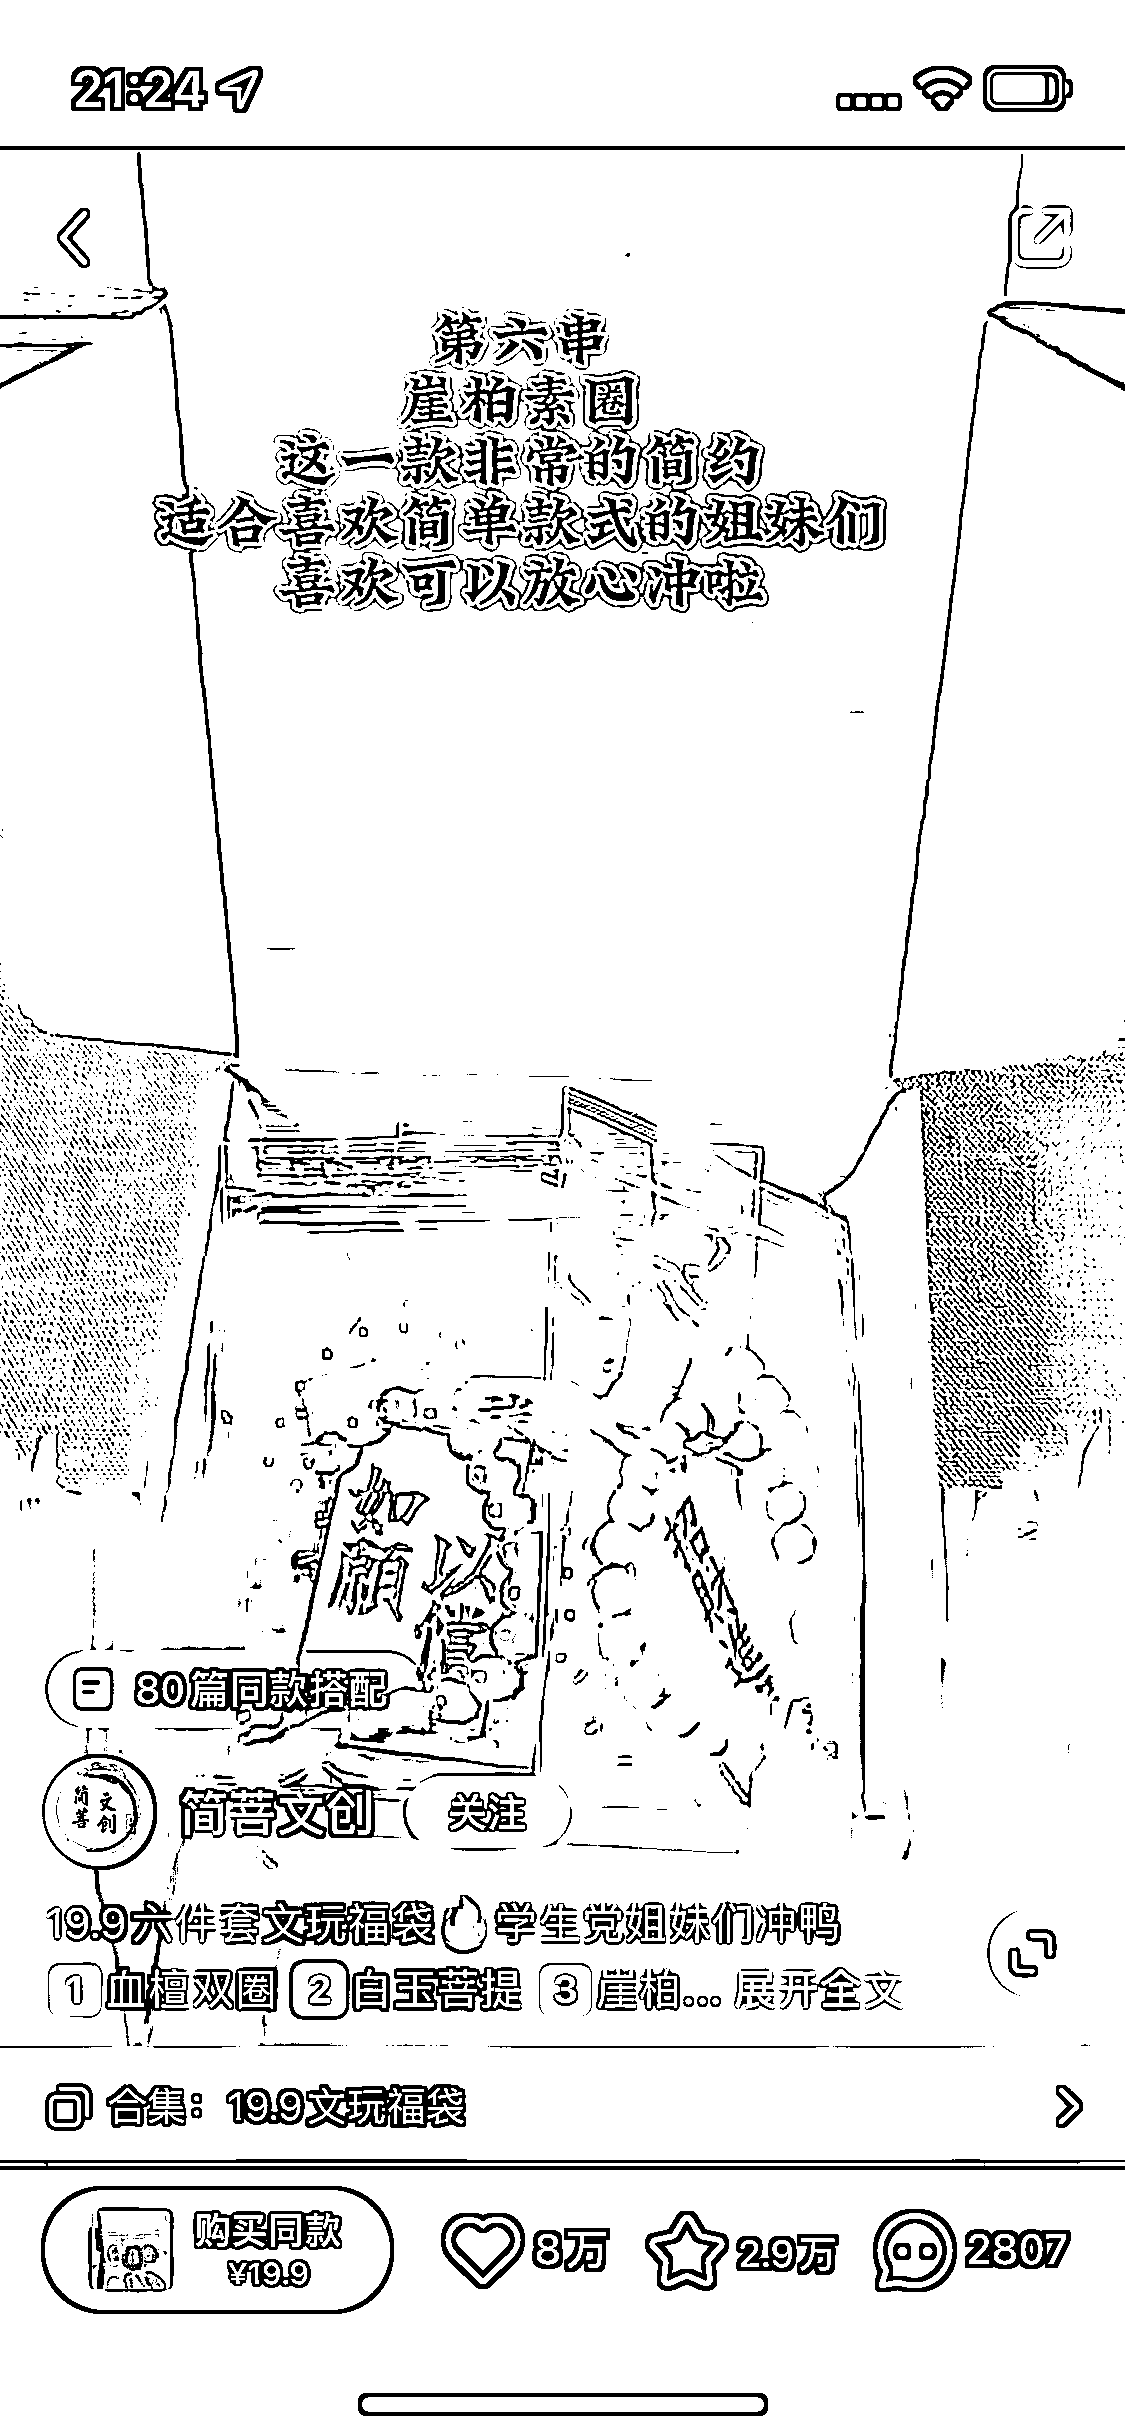 21:24
第六串
崖柏素圈
这一款非常的简约
适合喜欢简单款式的姐妹们
喜欢可以放心冲啦
如
願以
償
80篇同款搭配
简菩文创
简菩文创 关注
19.9六件套文玩福袋🔥学生党姐妹们冲鸭
1血檀双圈 2白玉菩提 3崖柏... 展开全文
合集：19.9文玩福袋
购买同款
¥19.9
8万 2.9万 2807